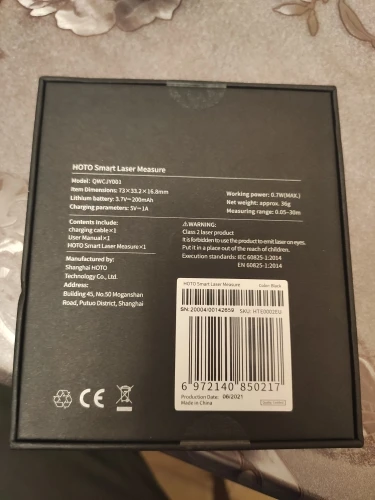 HOTO Smart Laser Measure
Model: QWCJY001
Item Dimensions: 73×33.2×16.8mm
Lithium battery: 3.7V⎓200mAh
Charging parameters: 5V⎓1A
Working power: 0.7W(MAX.)
Net weight: approx. 36g
Measuring range: 0.05-30m
Contents Include:
charging cable×1
User Manual×1
HOTO Smart Laser Measure×1
⚠WARNING:
Class 2 laser product
It is forbidden to use the product to emit laser on eyes.
Put it in a place out of the reach of children.
Execution standards: IEC 60825-1:2014
EN 60825-1:2014
Manufactured by:
Shanghai HOTO
Technology Co., Ltd.
Address:
Building 45, No.50 Moganshan
Road, Putuo District, Shanghai
HOTO Smart Laser Measure Color: Black
SN:20004100142859 SKU: HTE0002EU
6 972140 850217
Production Date: 06/2021
Made in China
CE